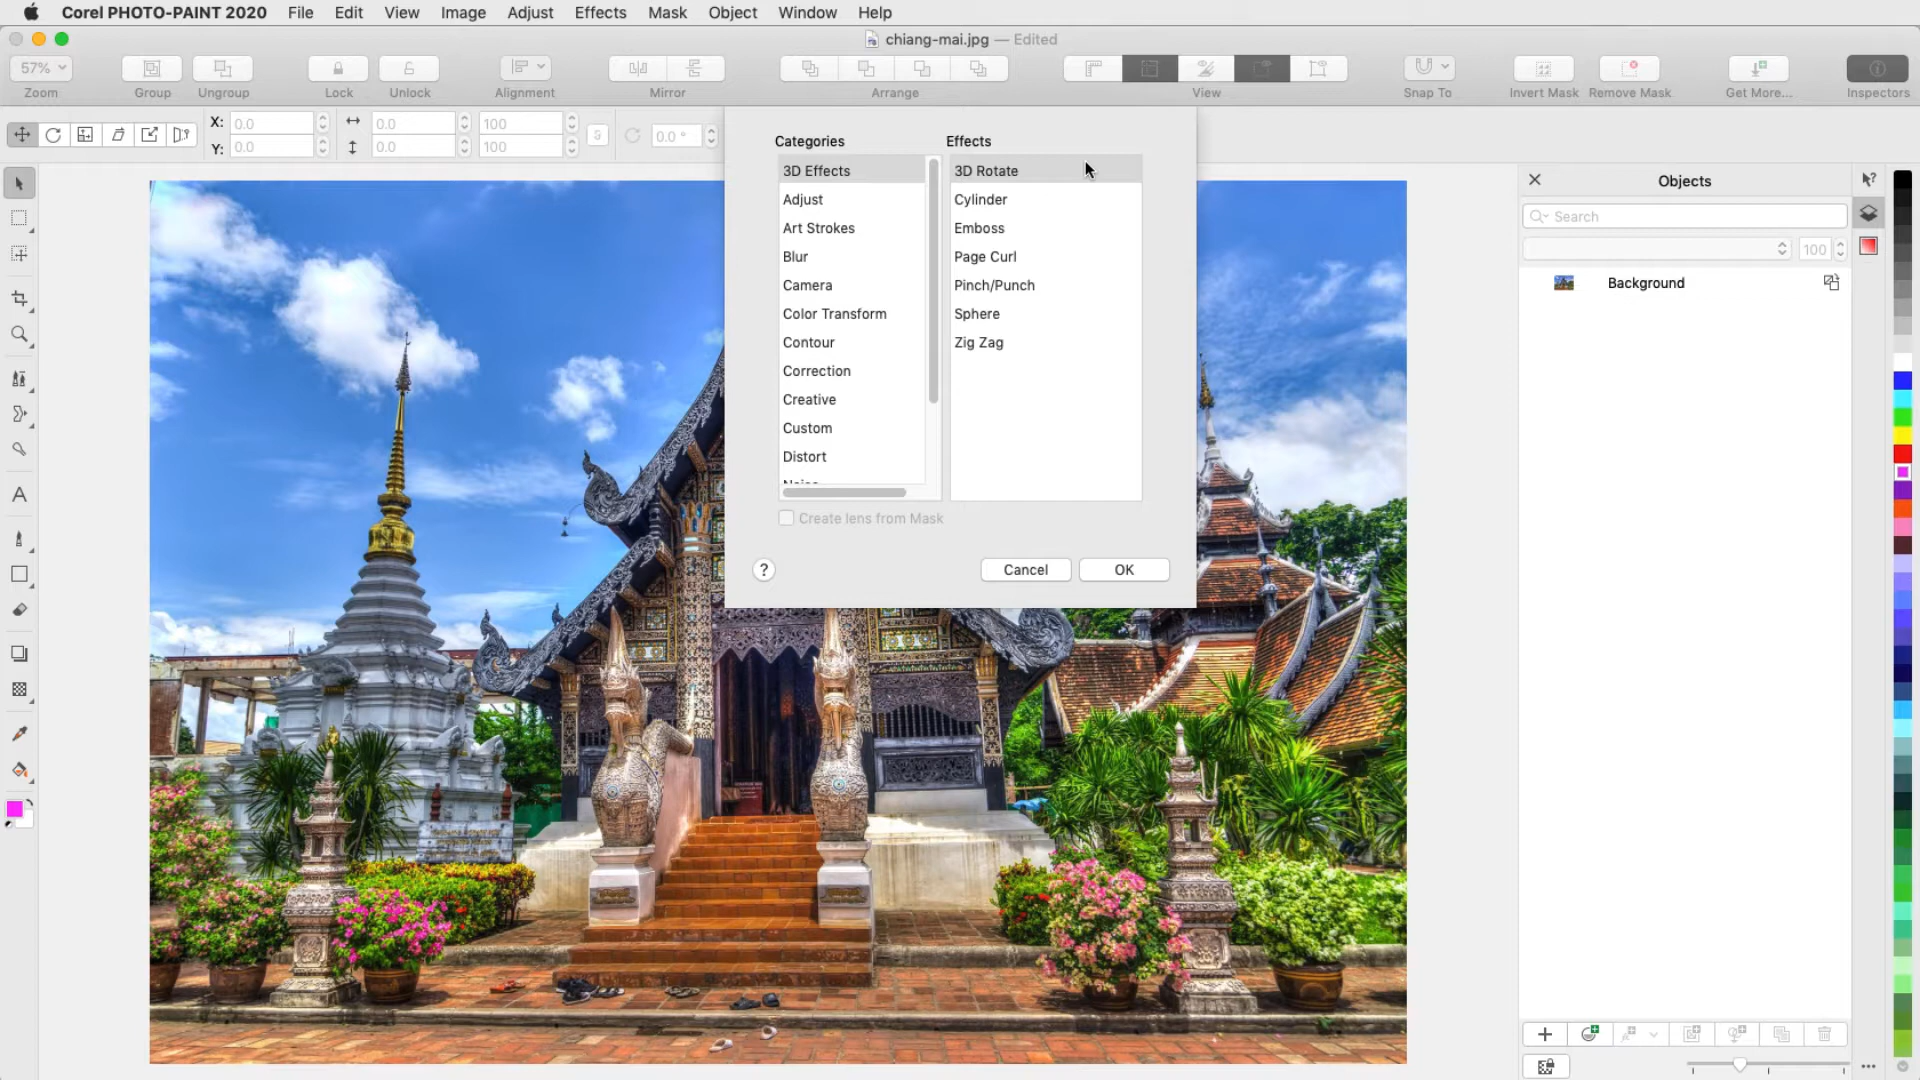 Corel PHOTO-PAINT 2020 File Edit View Image Adjust Effects Mask Object Window Help
chiang-mai.jpg — Edited
57%
Zoom Group Ungroup Lock Unlock Alignment Mirror Arrange View Snap To Invert Mask Remove Mask Get More... Inspectors
X: 0.0 0.0 100
Y: 0.0 0.0 100
0.0 °
Categories
3D Effects
Adjust
Art Strokes
Blur
Camera
Color Transform
Contour
Correction
Creative
Custom
Distort
Noise
Effects
3D Rotate
Cylinder
Emboss
Page Curl
Pinch/Punch
Sphere
Zig Zag
Create lens from Mask
? Cancel OK
Objects
Search
100
Background